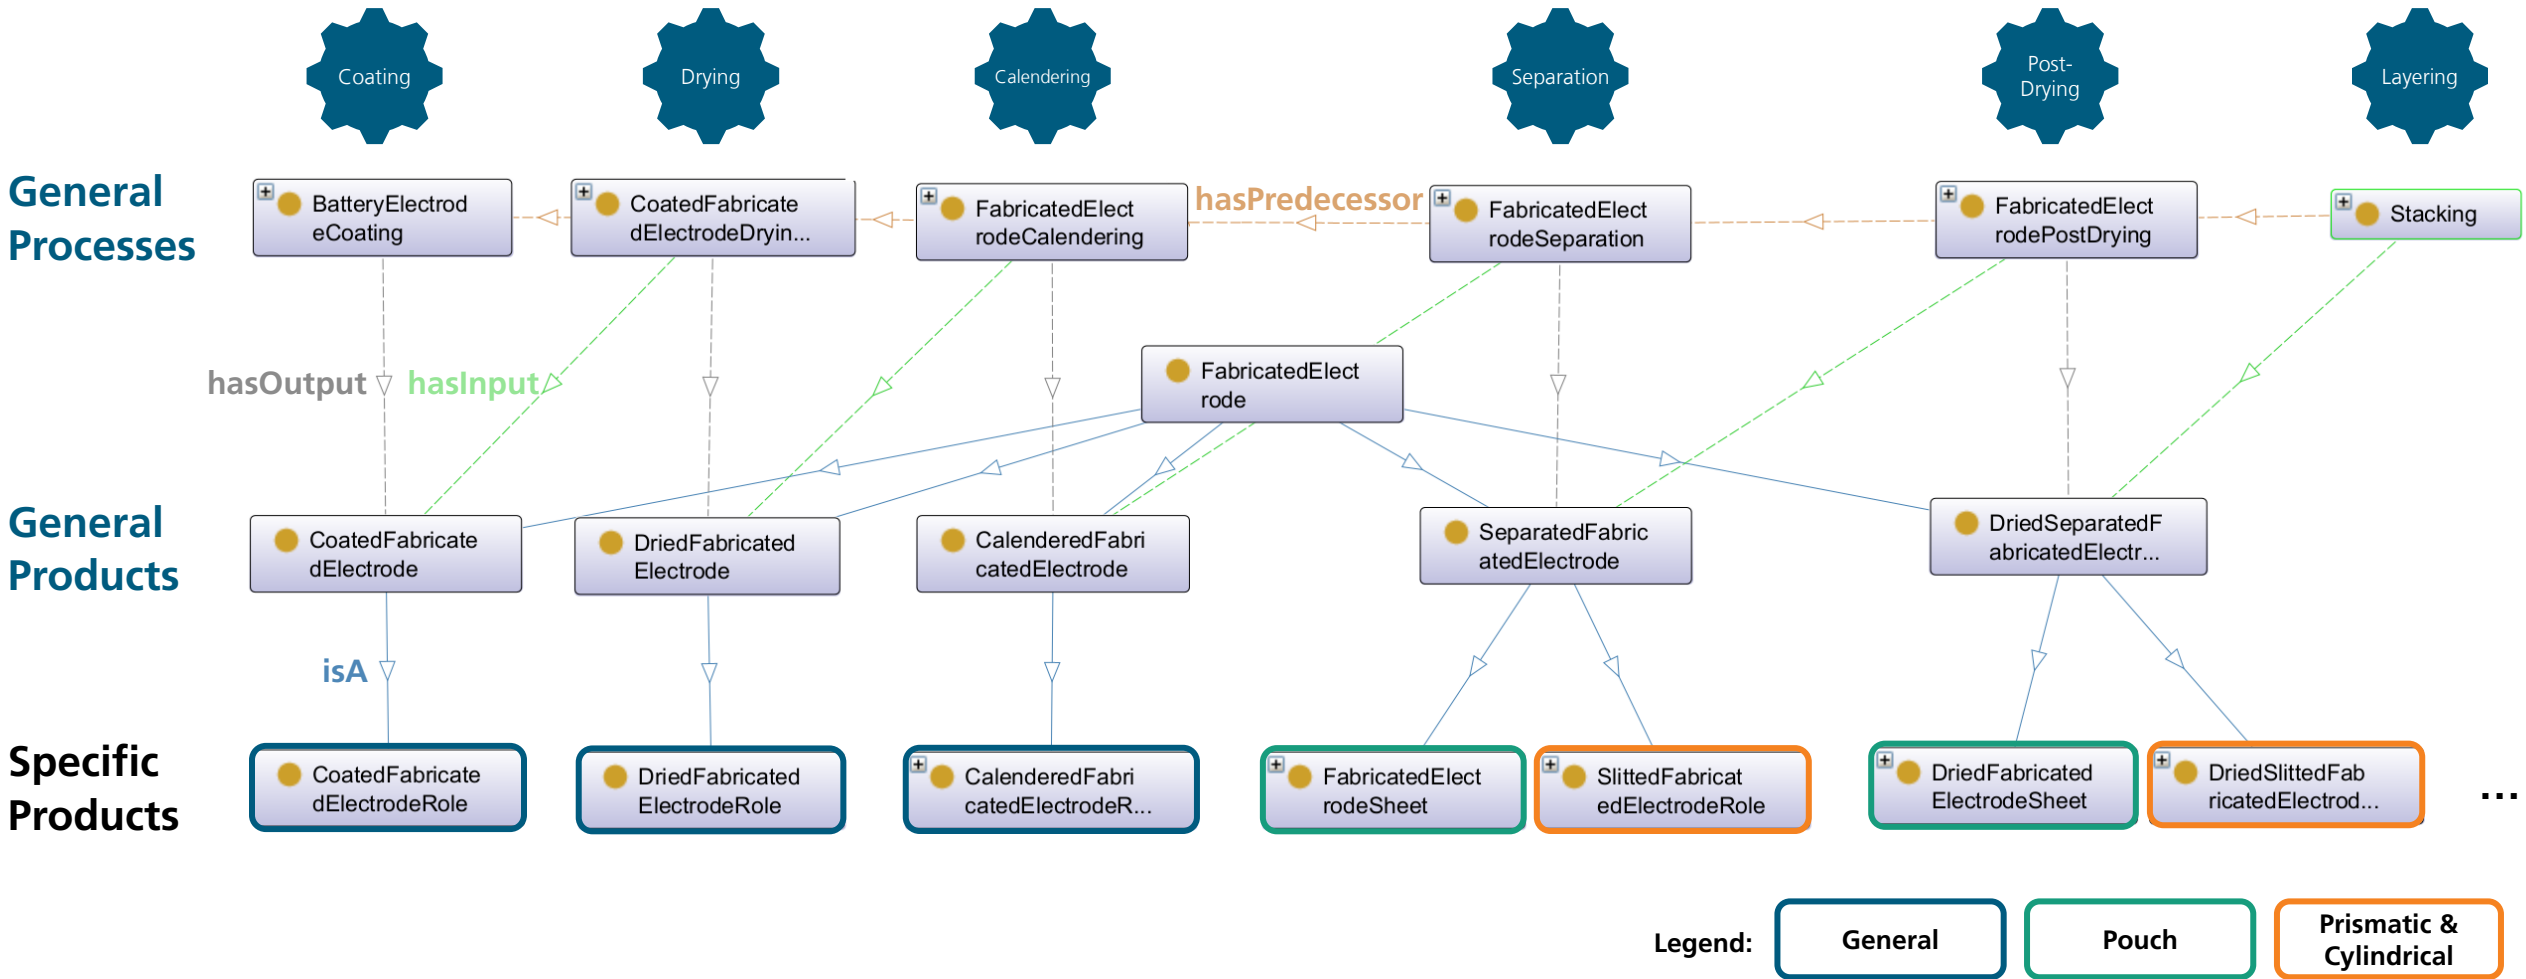 Coating
Drying
Calendering
Separation
Post-
Drying
Layering
General
Processes
BatteryElectrod
eCoating
CoatedFabricate
dElectrodeDryin...
FabricatedElect
rodeCalendering
hasPredecessor
FabricatedElect
rodeSeparation
FabricatedElect
rodePostDrying
Stacking
hasOutput
hasInput
FabricatedElect
rode
General
Products
CoatedFabricate
dElectrode
DriedFabricated
Electrode
CalenderedFabri
catedElectrode
SeparatedFabric
atedElectrode
DriedSeparatedF
abricatedElectr...
isA
Specific
Products
CoatedFabricate
dElectrodeRole
DriedFabricated
ElectrodeRole
CalenderedFabri
catedElectrodeR...
FabricatedElect
rodeSheet
SlittedFabricat
edElectrodeRole
DriedFabricated
ElectrodeSheet
DriedSlittedFab
ricatedElectrod...
...
Legend:
General
Pouch
Prismatic &
Cylindrical